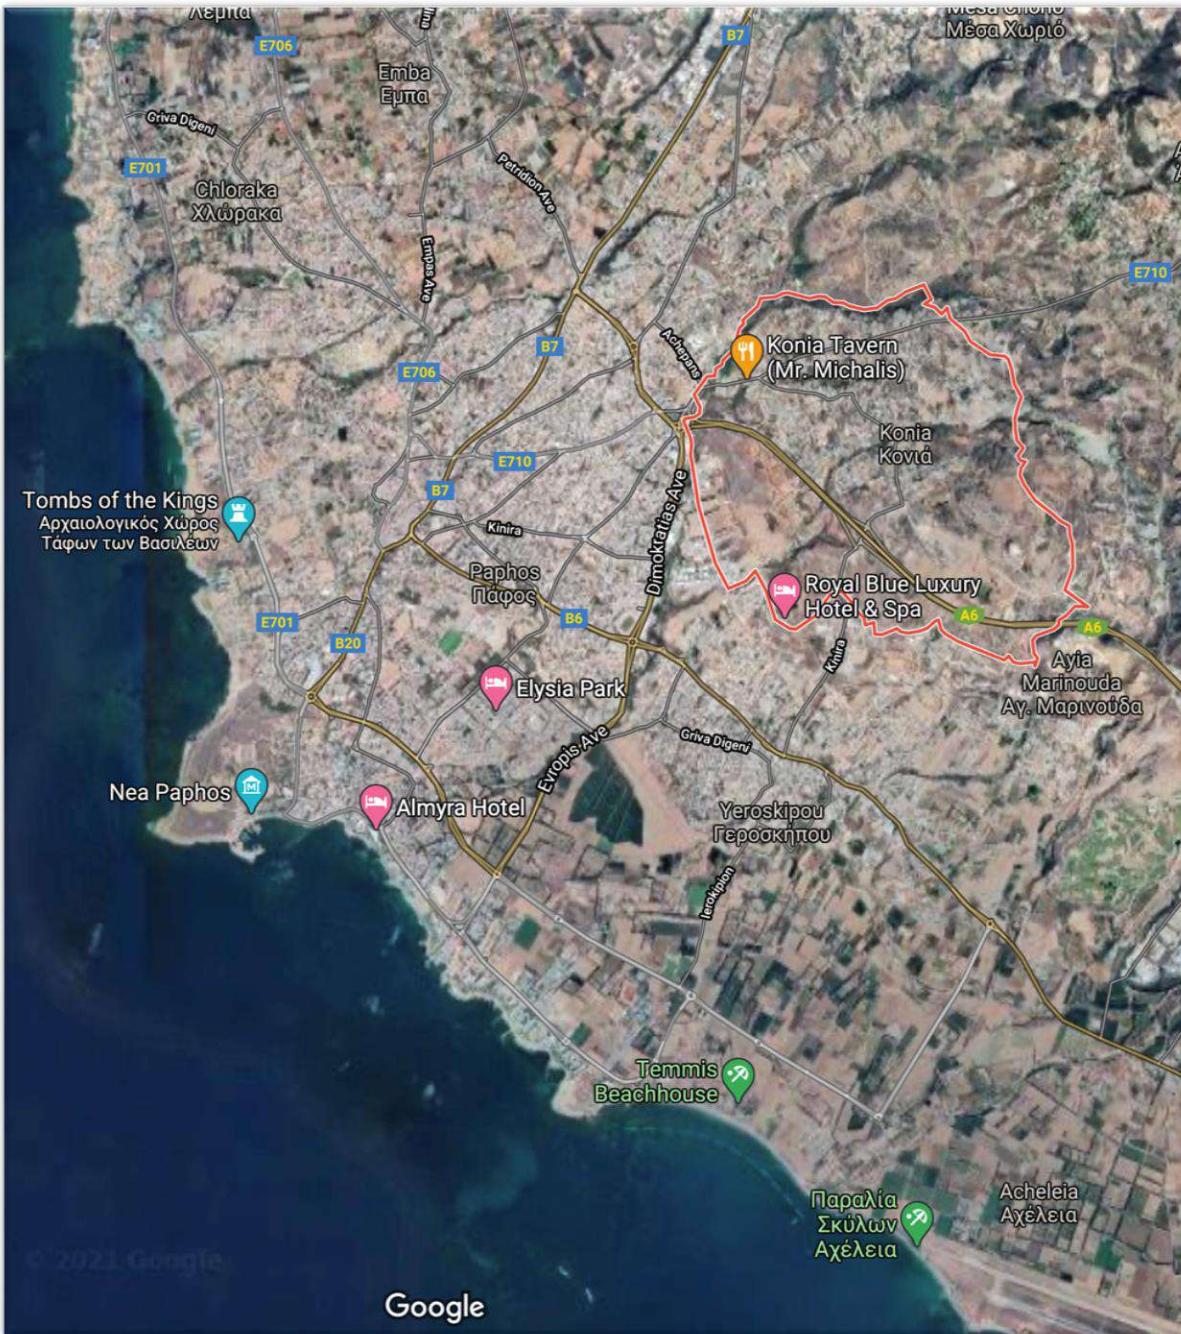 Λέμπα
Mesa Chorio
Μέσα Χωριό
E706
B7
Emba
Έμπα
Griva Digeni
E701
Petridion Ave
Chloraka
Χλώρακα
Empas Ave
E710
B7
Achepans
Konia Tavern
(Mr. Michalis)
E706
Konia
Κονιά
E710
B7
Dimokratias Ave
Tombs of the Kings
Αρχαιολογικός Χώρος
Τάφων των Βασιλέων
Kinira
Paphos
Πάφος
Royal Blue Luxury
Hotel & Spa
E701
B20
B6
A6
A6
Kinira
Ayia
Marinouda
Αγ. Μαρινούδα
Elysia Park
Evropis Ave
Griva Digeni
Nea Paphos
Almyra Hotel
Yeroskipou
Γεροσκήπου
Ierokipion
Temmis
Beachhouse
Παραλία
Σκύλων
Αχέλεια
Acheleia
Αχέλεια
© 2021 Google
Google